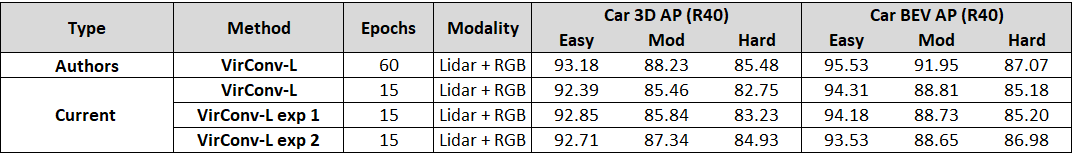 Type Method Epochs Modality Car 3D AP (R40) Car BEV AP (R40)
Easy Mod Hard Easy Mod Hard
Authors VirConv-L 60 Lidar + RGB 93.18 88.23 85.48 95.53 91.95 87.07
Current VirConv-L 15 Lidar + RGB 92.39 85.46 82.75 94.31 88.81 85.18
VirConv-L exp 1 15 Lidar + RGB 92.85 85.84 83.23 94.18 88.73 85.20
VirConv-L exp 2 15 Lidar + RGB 92.71 87.34 84.93 93.53 88.65 86.98